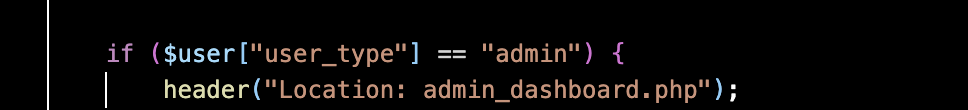 if ($user["user_type"] == "admin") {
header("Location: admin_dashboard.php");